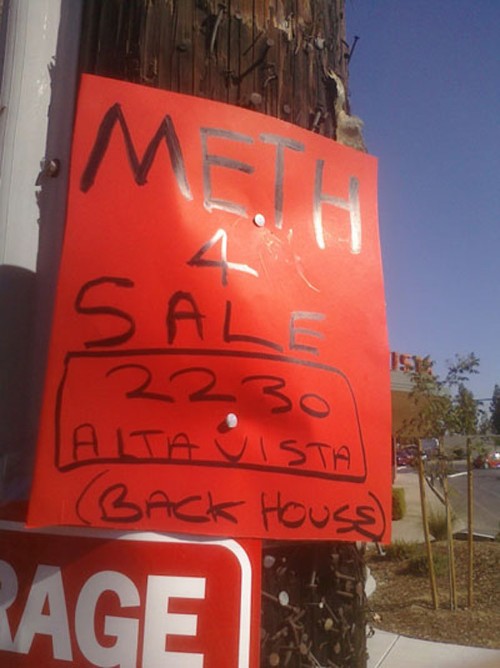 METH
4
SALE
2230
ALTA VISTA
(BACK HOUSE)
RAGE